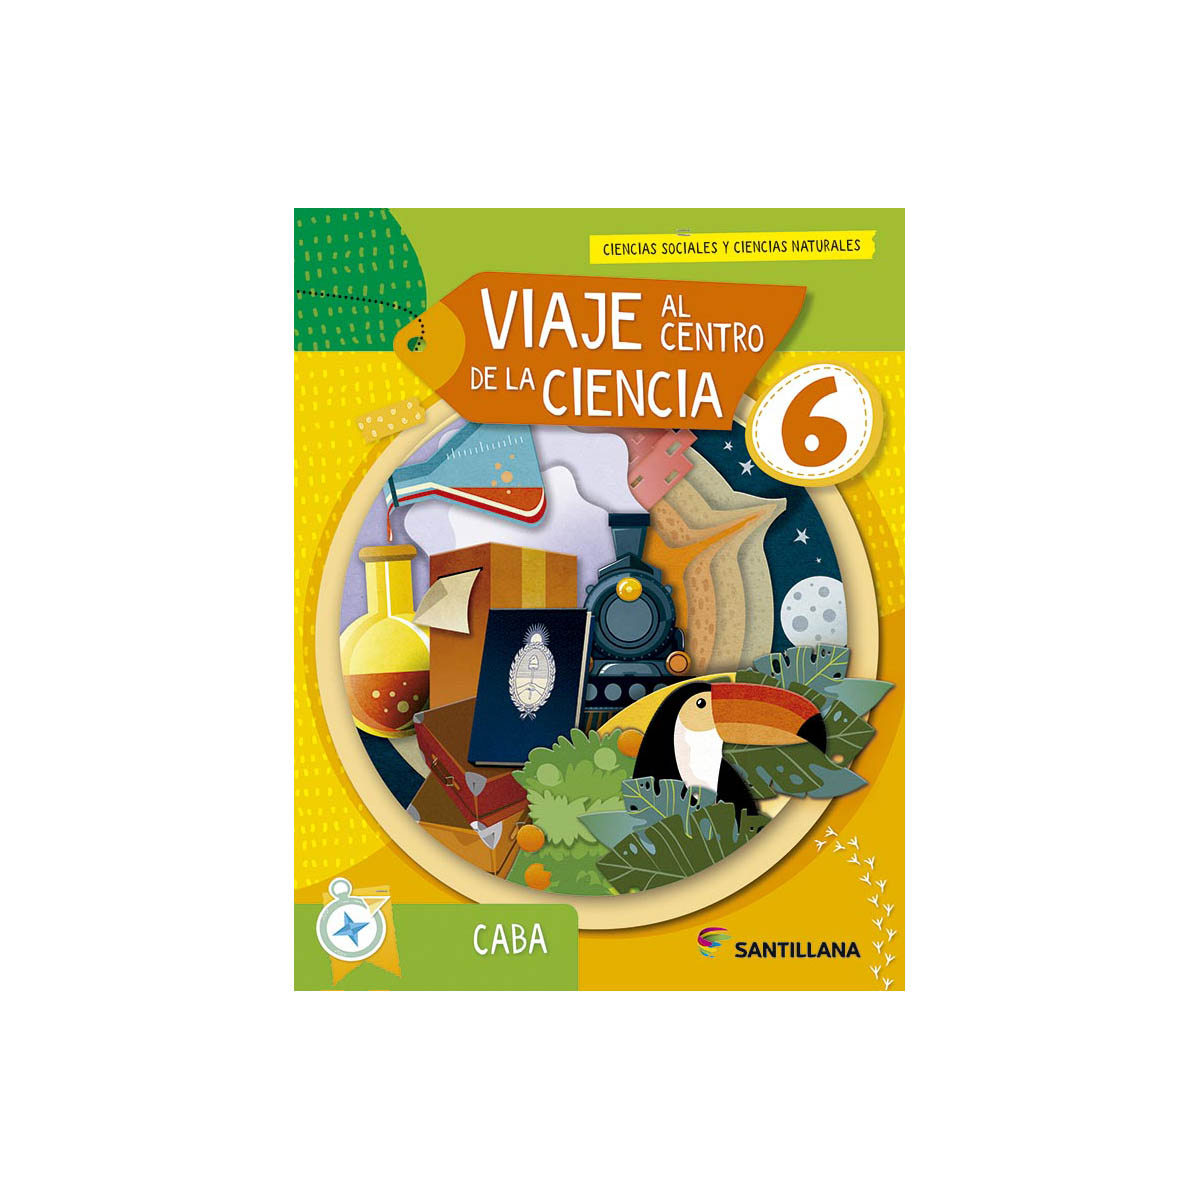 CIENCIAS SOCIALES Y CIENCIAS NATURALES
VIAJE AL CENTRO
DE LA CIENCIA
6
CABA
SANTILLANA